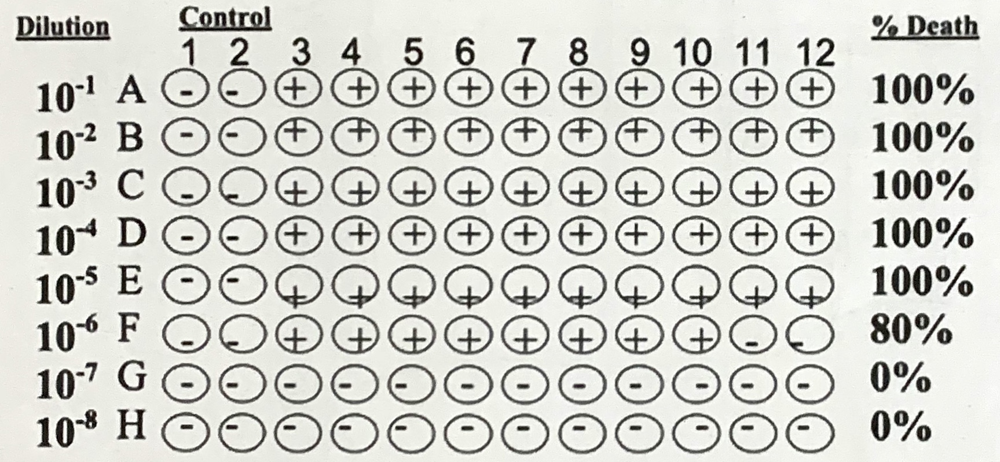 Dilution Control % Death
1 2 3 4 5 6 7 8 9 10 11 12
10⁻¹ A - - + + + + + + + + + + 100%
10⁻² B - - + + + + + + + + + + 100%
10⁻³ C - - + + + + + + + + + + 100%
10⁻⁴ D - - + + + + + + + + + + 100%
10⁻⁵ E - - + + + + + + + + + + 100%
10⁻⁶ F - - + + + + + + + + - - 80%
10⁻⁷ G - - - - - - - - - - - - 0%
10⁻⁸ H - - - - - - - - - - - - 0%